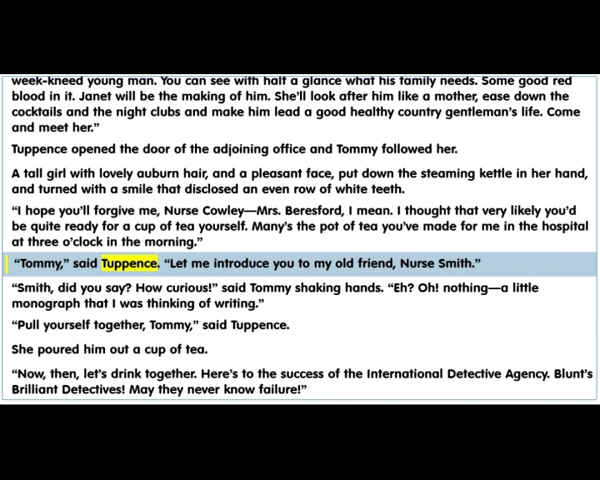 week-kneed young man. You can see with half a glance what his family needs. Some good red
blood in it. Janet will be the making of him. She'll look after him like a mother, ease down the
cocktails and the night clubs and make him lead a good healthy country gentleman's life. Come
and meet her.”
Tuppence opened the door of the adjoining office and Tommy followed her.
A tall girl with lovely auburn hair, and a pleasant face, put down the steaming kettle in her hand,
and turned with a smile that disclosed an even row of white teeth.
“I hope you'll forgive me, Nurse Cowley—Mrs. Beresford, I mean. I thought that very likely you'd
be quite ready for a cup of tea yourself. Many's the pot of tea you've made for me in the hospital
at three o'clock in the morning.”
“Tommy,” said Tuppence. “Let me introduce you to my old friend, Nurse Smith.”
“Smith, did you say? How curious!” said Tommy shaking hands. “Eh? Oh! nothing—a little
monograph that I was thinking of writing.”
“Pull yourself together, Tommy,” said Tuppence.
She poured him out a cup of tea.
“Now, then, let's drink together. Here's to the success of the International Detective Agency. Blunt's
Brilliant Detectives! May they never know failure!”